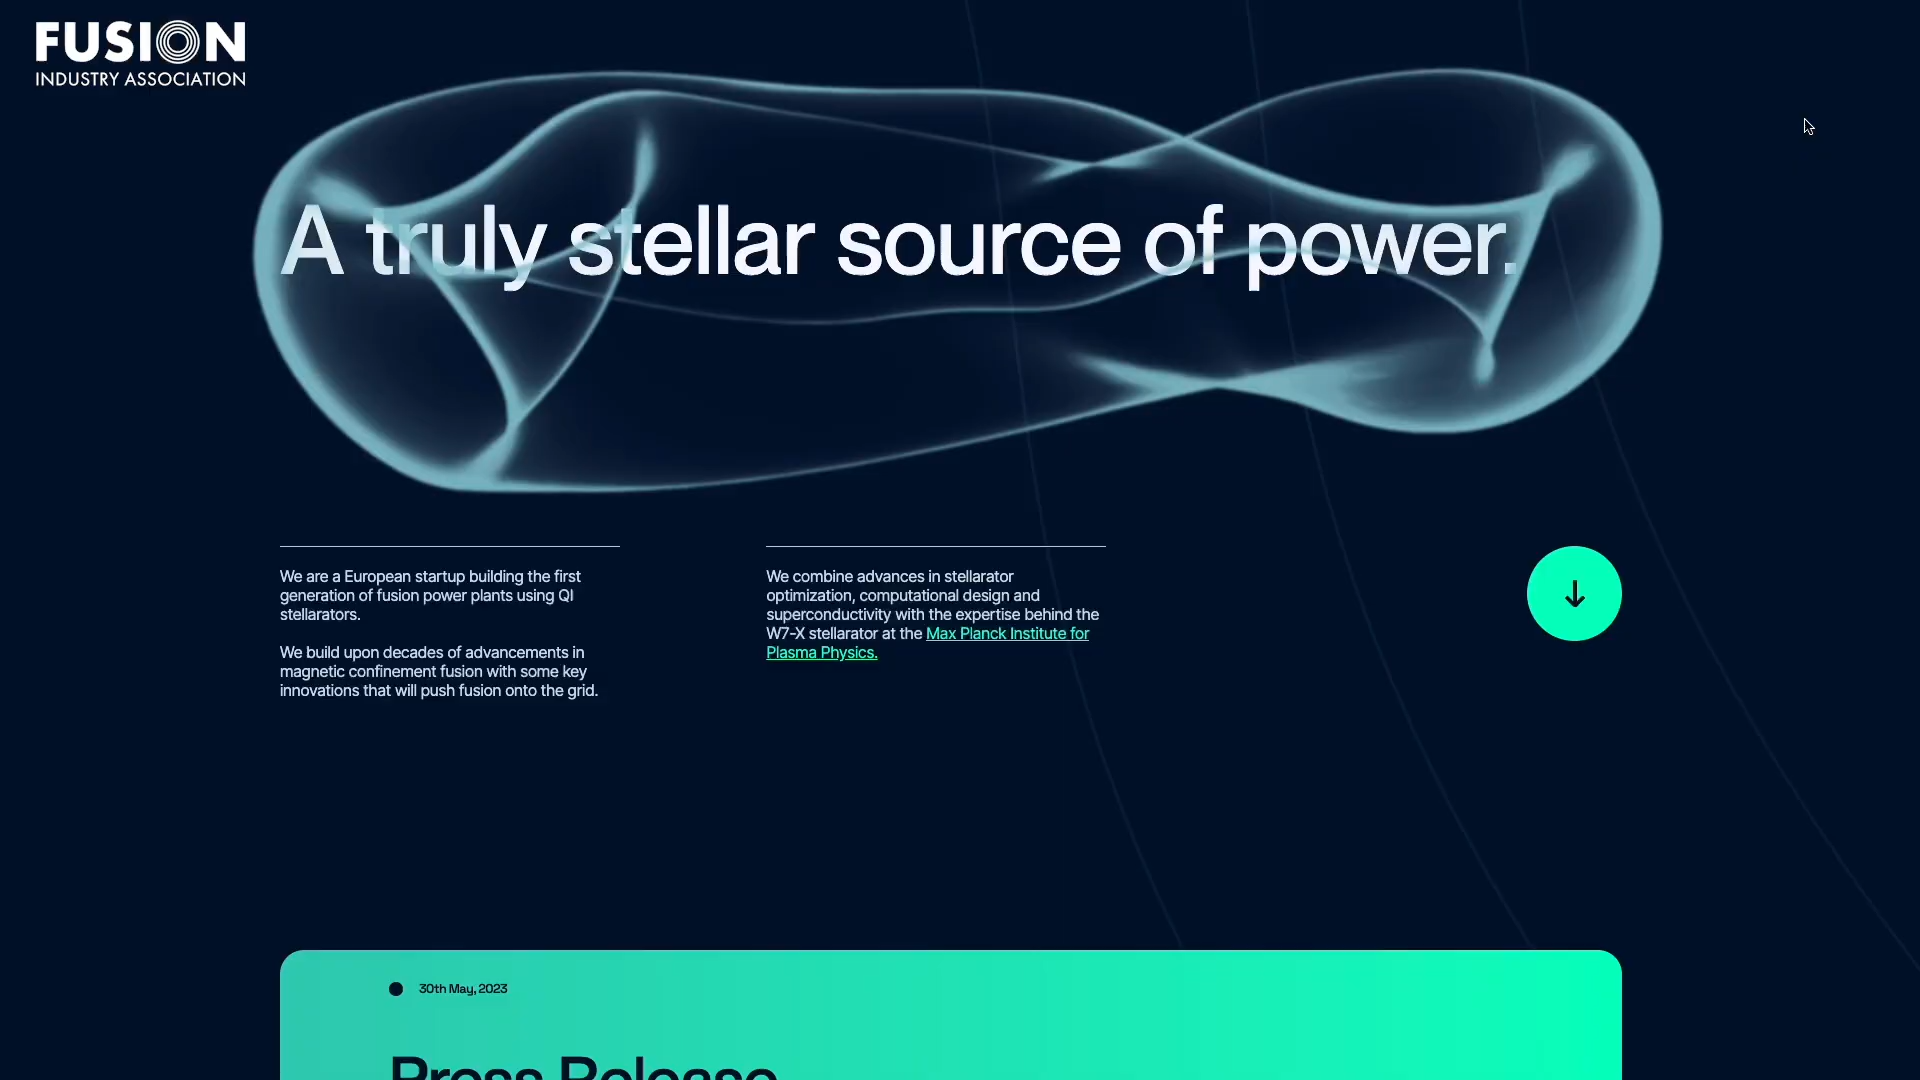 FUSION
INDUSTRY ASSOCIATION
A truly stellar source of power.
We are a European startup building the first
generation of fusion power plants using QI
stellarators.
We build upon decades of advancements in
magnetic confinement fusion with some key
innovations that will push fusion onto the grid.
We combine advances in stellarator
optimization, computational design and
superconductivity with the expertise behind the
W7-X stellarator at the Max Planck Institute for
Plasma Physics.
30th May, 2023
Press Release